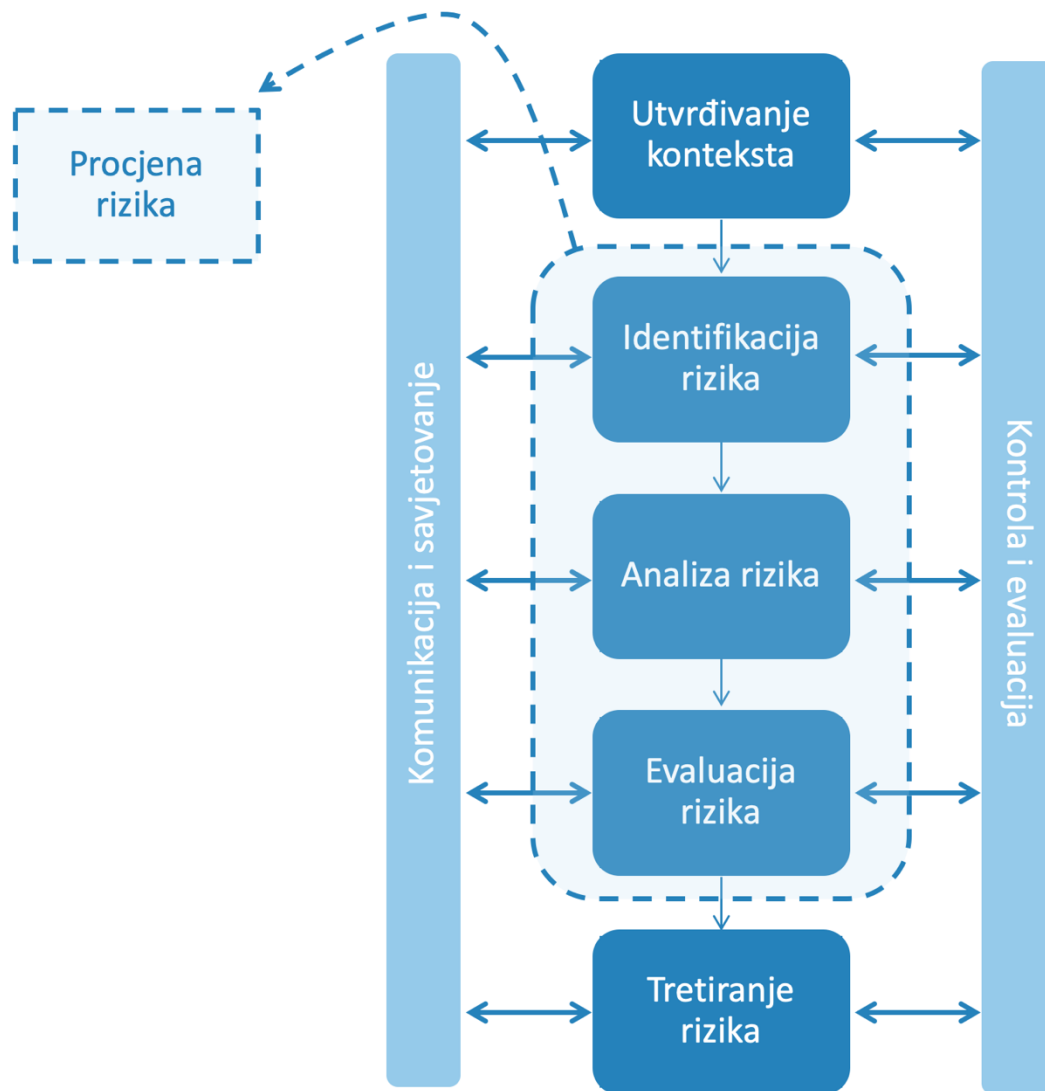 Procjena
rizika
Komunikacija i savjetovanje
Utvrđivanje
konteksta
Identifikacija
rizika
Analiza rizika
Evaluacija
rizika
Tretiranje
rizika
Kontrola i evaluacija